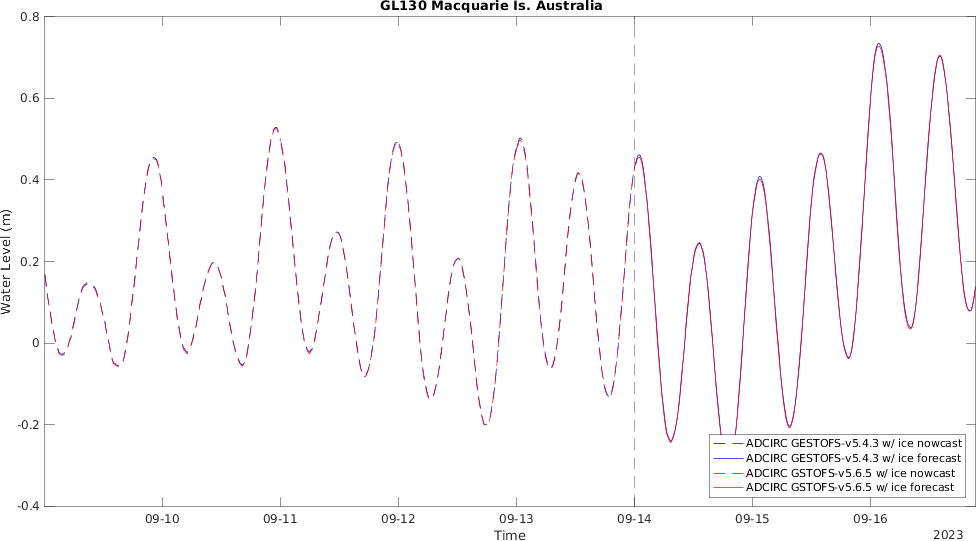 GL130 Macquarie Is. Australia
0.8
0.6
0.4
0.2
0
-0.2
-0.4
Water Level (m)
09-10 09-11 09-12 09-13 09-14 09-15 09-16
Time
2023
ADCIRC GESTOFS-v5.4.3 w/ ice nowcast
ADCIRC GESTOFS-v5.4.3 w/ ice forecast
ADCIRC GSTOFS-v5.6.5 w/ ice nowcast
ADCIRC GSTOFS-v5.6.5 w/ ice forecast